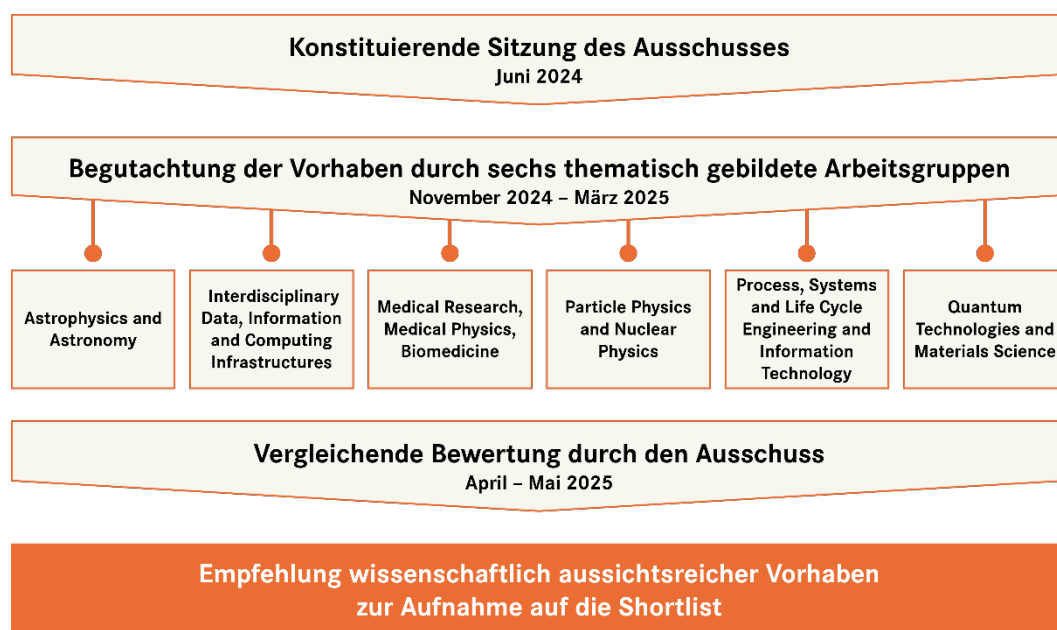 Konstituierende Sitzung des Ausschusses
Juni 2024
Begutachtung der Vorhaben durch sechs thematisch gebildete Arbeitsgruppen
November 2024 – März 2025
Astrophysics and
Astronomy
Interdisciplinary
Data, Information
and Computing
Infrastructures
Medical Research,
Medical Physics,
Biomedicine
Particle Physics
and Nuclear
Physics
Process, Systems
and Life Cycle
Engineering and
Information
Technology
Quantum
Technologies and
Materials Science
Vergleichende Bewertung durch den Ausschuss
April – Mai 2025
Empfehlung wissenschaftlich aussichtsreicher Vorhaben
zur Aufnahme auf die Shortlist